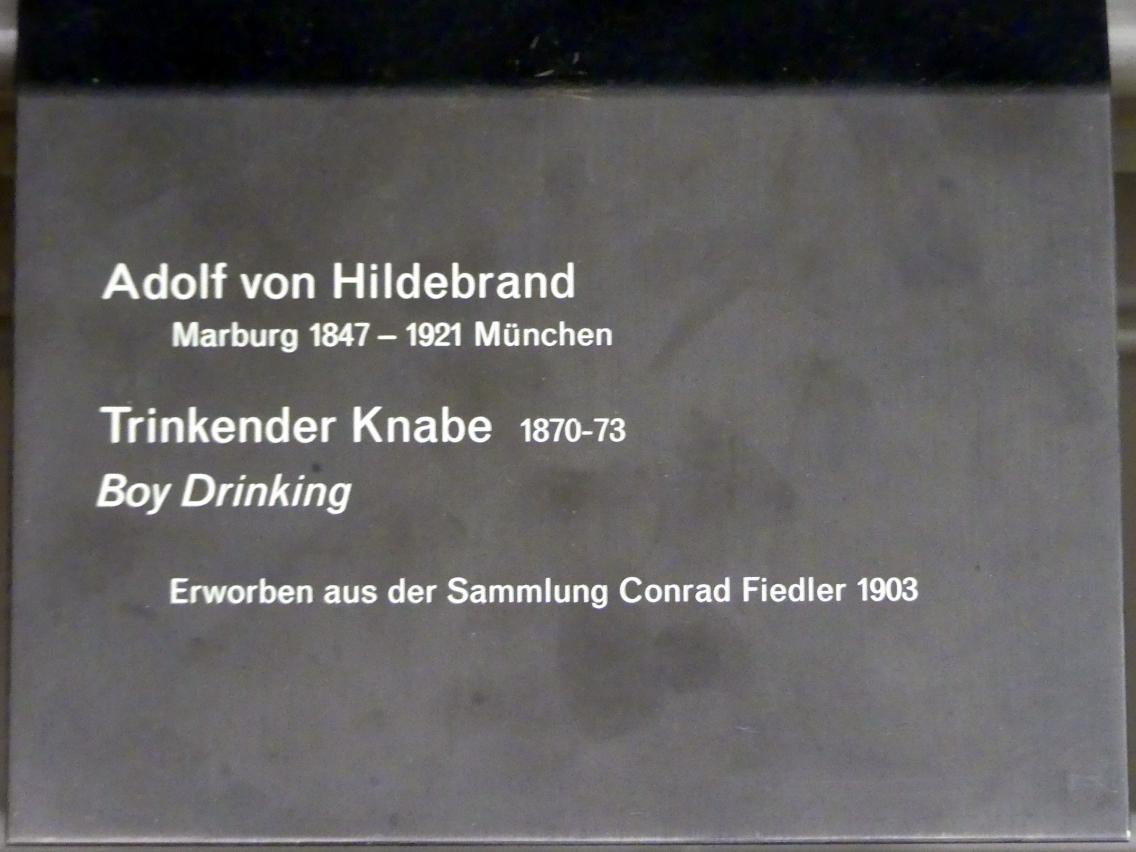 Adolf von Hildebrand
Marburg 1847 – 1921 München
Trinkender Knabe 1870-73
Boy Drinking
Erworben aus der Sammlung Conrad Fiedler 1903